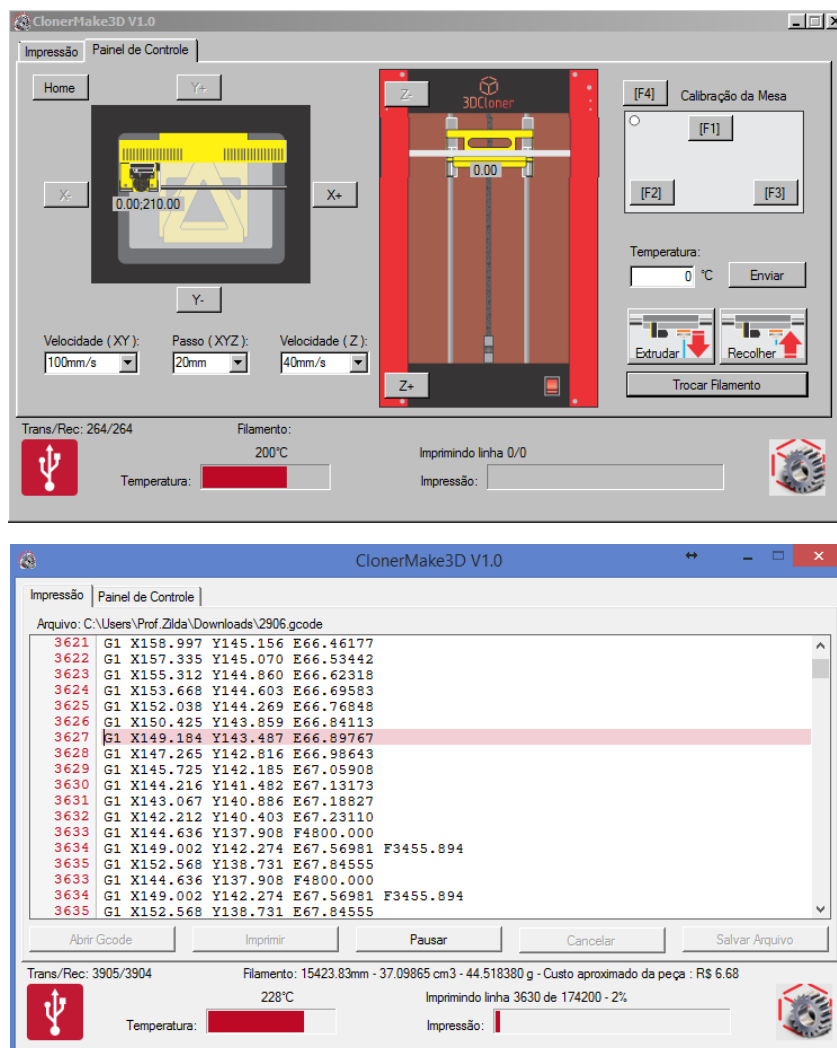 ClonerMake3D V1.0
Impressão Painel de Controle
Home Y+ Z- [F4] Calibração da Mesa
3DCloner
[F1]
0.00
X- 0.00;210.00 X+ [F2] [F3]
Temperatura:
0 °C Enviar
Y-
Velocidade ( XY ): Passo ( XYZ ): Velocidade ( Z ):
100mm/s 20mm 40mm/s
Extrudar Recolher
Z+ Trocar Filamento
Trans/Rec: 264/264 Filamento:
200°C Imprimindo linha 0/0
Temperatura: Impressão:
ClonerMake3D V1.0
Impressão Painel de Controle
Arquivo: C:\Users\Prof.Zilda\Downloads\2906.gcode
3621 G1 X158.997 Y145.156 E66.46177
3622 G1 X157.335 Y145.070 E66.53442
3623 G1 X155.312 Y144.860 E66.62318
3624 G1 X153.668 Y144.603 E66.69583
3625 G1 X152.038 Y144.269 E66.76848
3626 G1 X150.425 Y143.859 E66.84113
3627 G1 X149.184 Y143.487 E66.89767
3628 G1 X147.265 Y142.816 E66.98643
3629 G1 X145.725 Y142.185 E67.05908
3630 G1 X144.216 Y141.482 E67.13173
3631 G1 X143.067 Y140.886 E67.18827
3632 G1 X142.212 Y140.403 E67.23110
3633 G1 X144.636 Y137.908 F4800.000
3634 G1 X149.002 Y142.274 E67.56981 F3455.894
3635 G1 X152.568 Y138.731 E67.84555
3633 G1 X144.636 Y137.908 F4800.000
3634 G1 X149.002 Y142.274 E67.56981 F3455.894
3635 G1 X152.568 Y138.731 E67.84555
Abrir Gcode Imprimir Pausar Cancelar Salvar Arquivo
Trans/Rec: 3905/3904 Filamento: 15423.83mm - 37.09865 cm3 - 44.518380 g - Custo aproximado da peça : R$ 6.68
228°C Imprimindo linha 3630 de 174200 - 2%
Temperatura: Impressão: